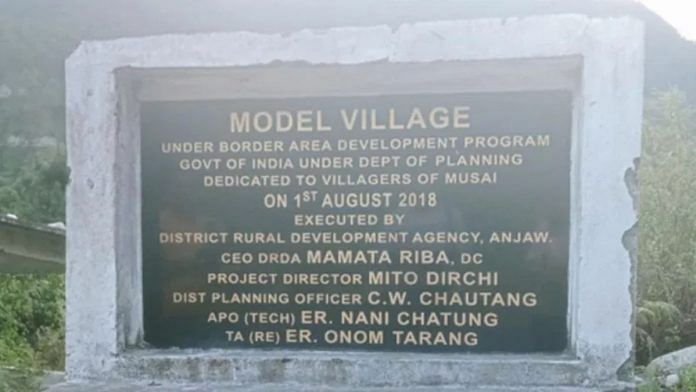 MODEL VILLAGE
UNDER BORDER AREA DEVELOPMENT PROGRAM
GOVT OF INDIA UNDER DEPT OF PLANNING
DEDICATED TO VILLAGERS OF MUSAI
ON 1ST AUGUST 2018
EXECUTED BY
DISTRICT RURAL DEVELOPMENT AGENCY, ANJAW.
CEO DRDA MAMATA RIBA, DC
PROJECT DIRECTOR MITO DIRCHI
DIST PLANNING OFFICER C.W. CHAUTANG
APO (TECH) ER. NANI CHATUNG
TA (RE) ER. ONOM TARANG